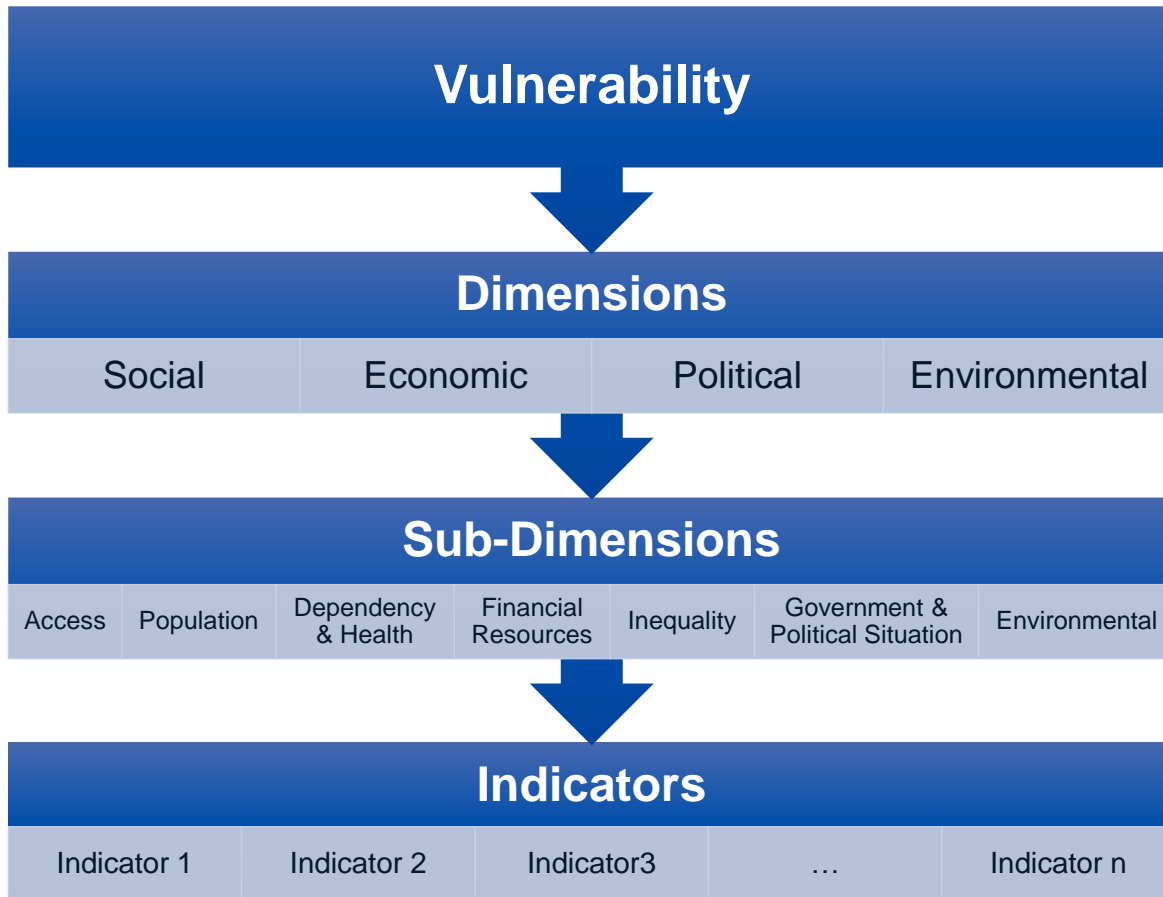 Vulnerability
Dimensions
Social
Economic
Political
Environmental
Sub-Dimensions
Access
Population
Dependency
& Health
Financial
Resources
Inequality
Government &
Political Situation
Environmental
Indicators
Indicator 1
Indicator 2
Indicator3
…
Indicator n